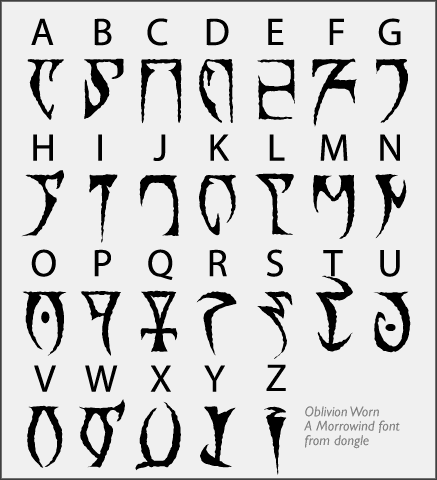 A B C D E F G
H I J K L M N
O P Q R S T U
V W X Y Z
Oblivion Worn
A Morrowind font
from dongle